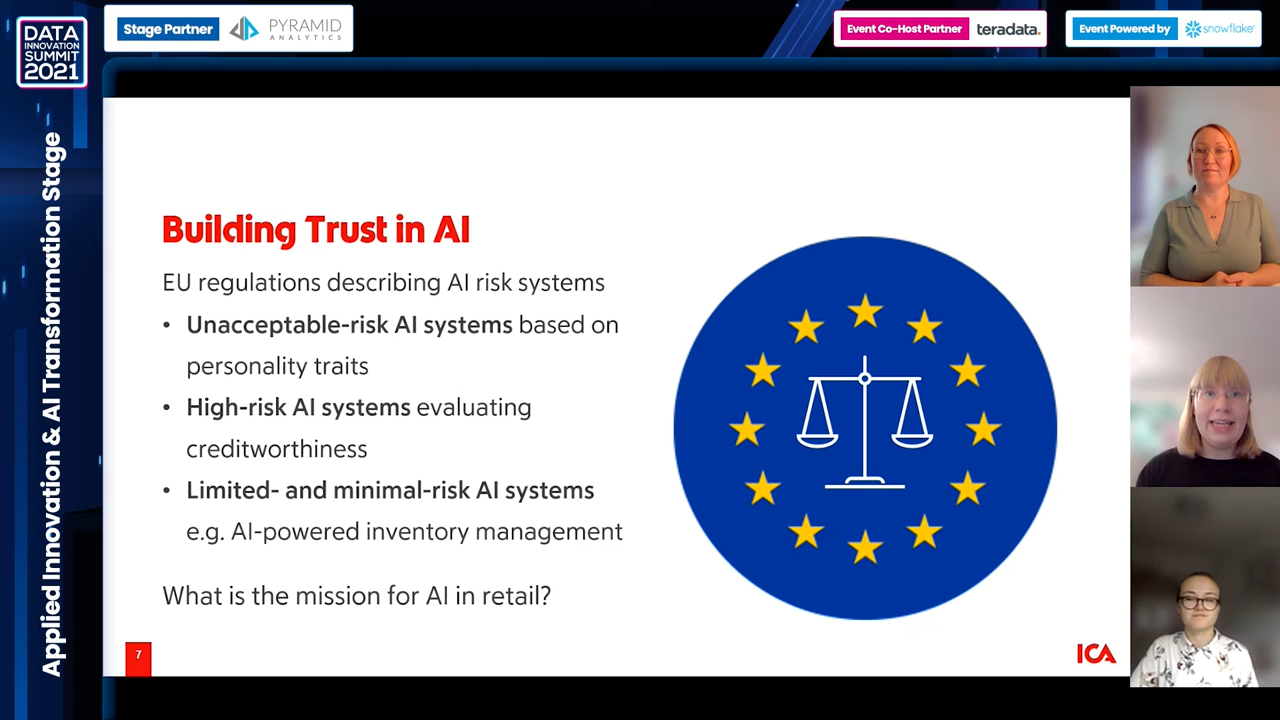 DATA
INNOVATION
SUMMIT
2021
Stage Partner
PYRAMID
ANALYTICS
Event Co-Host Partner
teradata.
Event Powered by
snowflake®
Applied Innovation & AI Transformation Stage
Building Trust in AI
EU regulations describing AI risk systems
• Unacceptable-risk AI systems based on
personality traits
• High-risk AI systems evaluating
creditworthiness
• Limited- and minimal-risk AI systems
e.g. AI-powered inventory management
What is the mission for AI in retail?
7
ICA